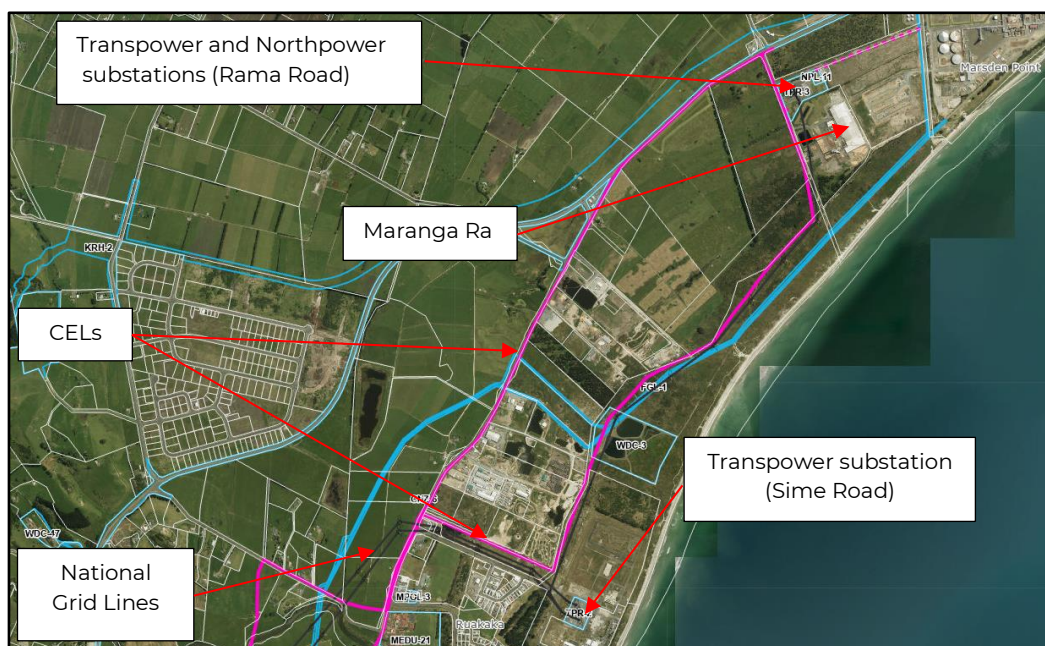 Transpower and Northpower
substations (Rama Road)
NPL-11
TPR-3
Marsden Point
Maranga Ra
KRH-2
CELs
FGL-1
WDC-3
Transpower substation
(Sime Road)
WDC-47
National
Grid Lines
MPOL-3
TPR-2
Ruakaka
MEDU-21